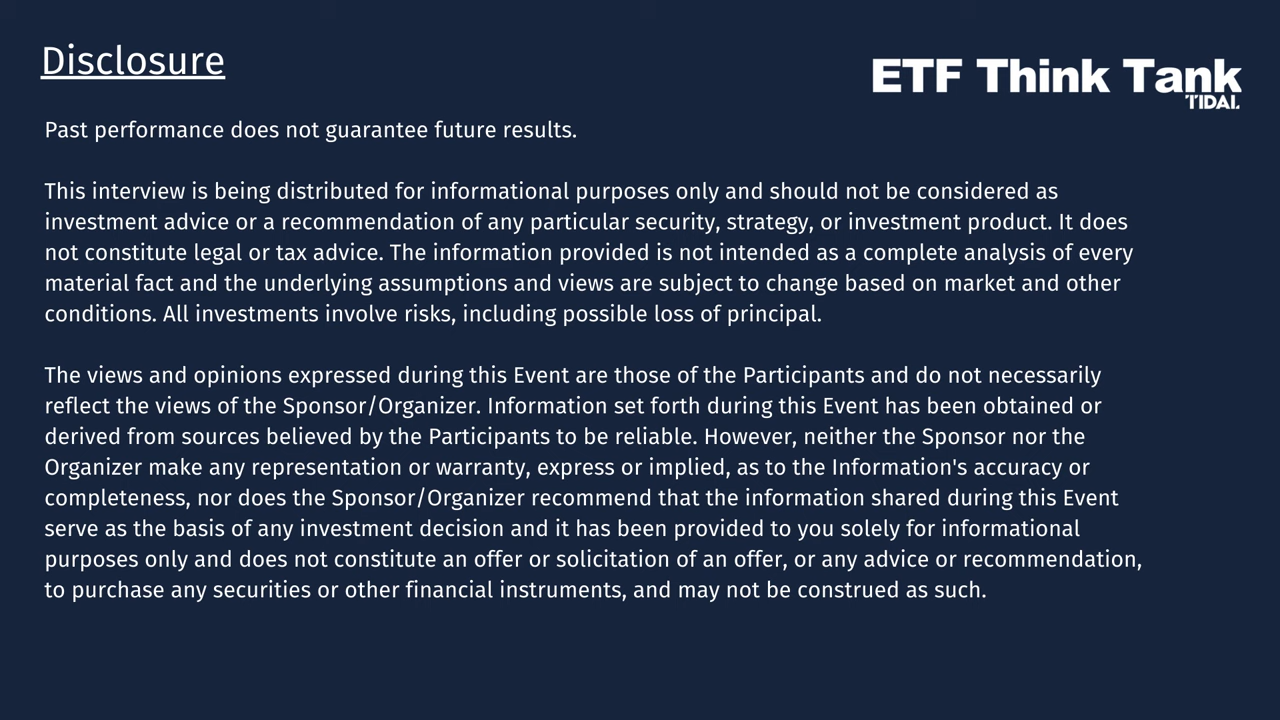 Disclosure
ETF Think Tank
TIDAL
Past performance does not guarantee future results.
This interview is being distributed for informational purposes only and should not be considered as
investment advice or a recommendation of any particular security, strategy, or investment product. It does
not constitute legal or tax advice. The information provided is not intended as a complete analysis of every
material fact and the underlying assumptions and views are subject to change based on market and other
conditions. All investments involve risks, including possible loss of principal.
The views and opinions expressed during this Event are those of the Participants and do not necessarily
reflect the views of the Sponsor/Organizer. Information set forth during this Event has been obtained or
derived from sources believed by the Participants to be reliable. However, neither the Sponsor nor the
Organizer make any representation or warranty, express or implied, as to the Information's accuracy or
completeness, nor does the Sponsor/Organizer recommend that the information shared during this Event
serve as the basis of any investment decision and it has been provided to you solely for informational
purposes only and does not constitute an offer or solicitation of an offer, or any advice or recommendation,
to purchase any securities or other financial instruments, and may not be construed as such.